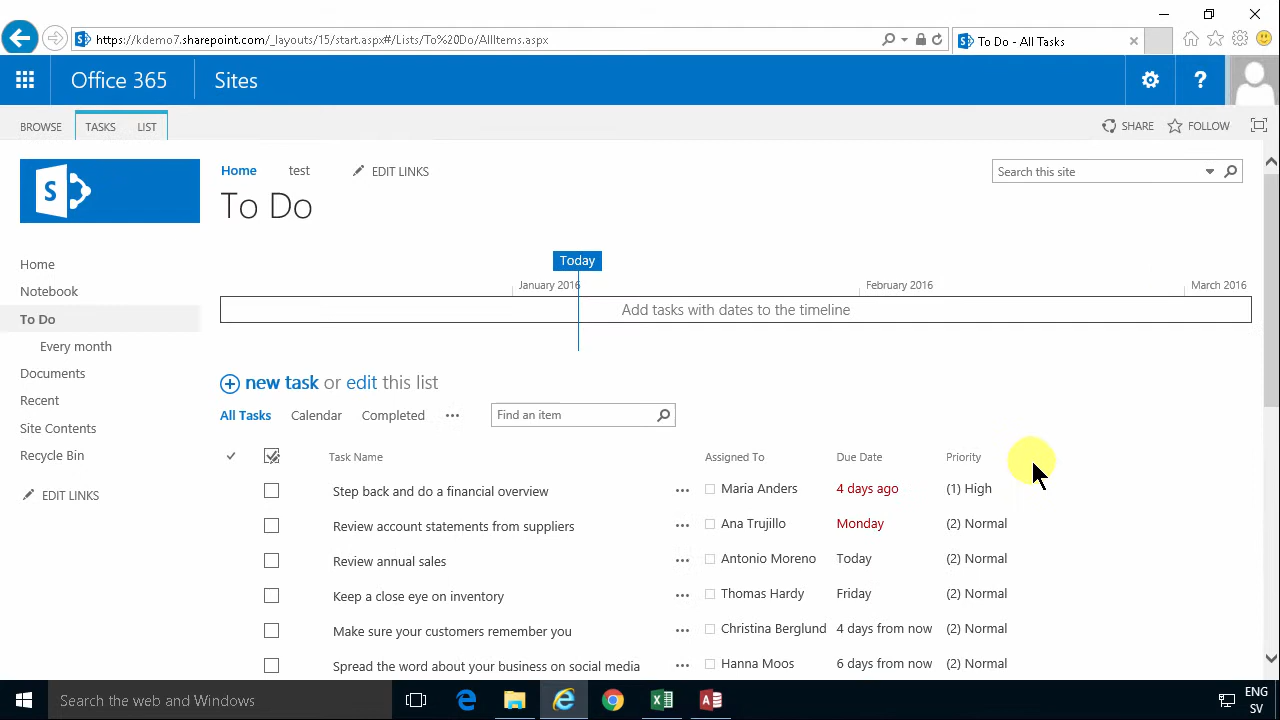 https://kdemo7.sharepoint.com/_layouts/15/start.aspx#/Lists/To%20Do/AllItems.aspx
To Do - All Tasks
Office 365
Sites
?
BROWSE
TASKS
LIST
SHARE
FOLLOW
S
Home
test
EDIT LINKS
Search this site
To Do
Home
Notebook
To Do
Every month
Documents
Recent
Site Contents
Recycle Bin
EDIT LINKS
Today
January 2016
February 2016
March 2016
Add tasks with dates to the timeline
new task or edit this list
All Tasks
Calendar
Completed
Find an item
Task Name
Assigned To
Due Date
Priority
Step back and do a financial overview
Maria Anders
4 days ago
(1) High
Review account statements from suppliers
Ana Trujillo
Monday
(2) Normal
Review annual sales
Antonio Moreno
Today
(2) Normal
Keep a close eye on inventory
Thomas Hardy
Friday
(2) Normal
Make sure your customers remember you
Christina Berglund
4 days from now
(2) Normal
Spread the word about your business on social media
Hanna Moos
6 days from now
(2) Normal
Search the web and Windows
ENG
SV